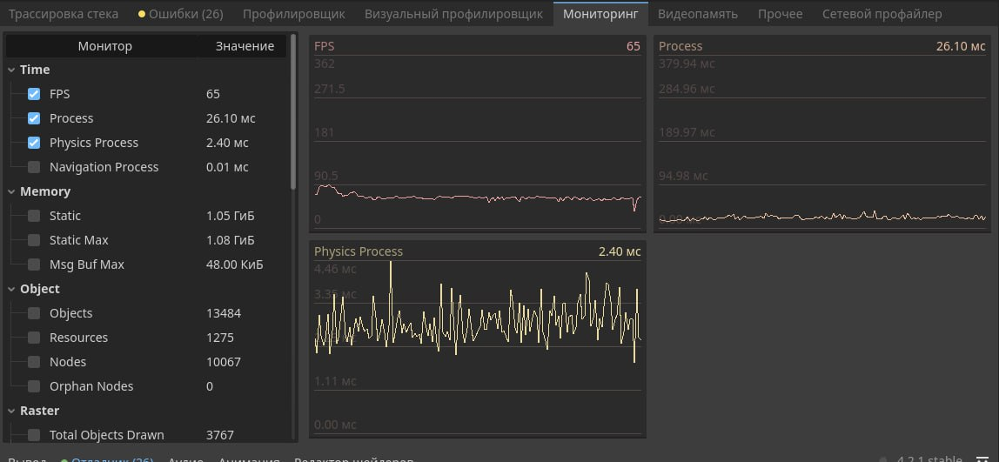 Трассировка стека Ошибки (26) Профилировщик Визуальный профилировщик Мониторинг Видеопамять Прочее Сетевой профайлер
Монитор Значение
Time
FPS 65
Process 26.10 мс
Physics Process 2.40 мс
Navigation Process 0.01 мс
Memory
Static 1.05 ГиБ
Static Max 1.08 ГиБ
Msg Buf Max 48.00 КиБ
Object
Objects 13484
Resources 1275
Nodes 10067
Orphan Nodes 0
Raster
Total Objects Drawn 3767
FPS 65
362
271.5
181
90.5
0
Process 26.10 мс
379.94 мс
284.96 мс
189.97 мс
94.98 мс
Physics Process 2.40 мс
4.46 мс
3.35 мс
1.11 мс
0.00 мс
Вывод Отладчик (26) Аудио Анимация Редактор шейдеров 4.2.1.stable